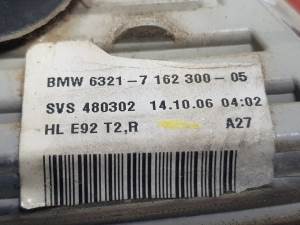 BMW 6321-7 162 300-05
SVS 480302 14.10.06 04:02
HL E92 T2,R A27